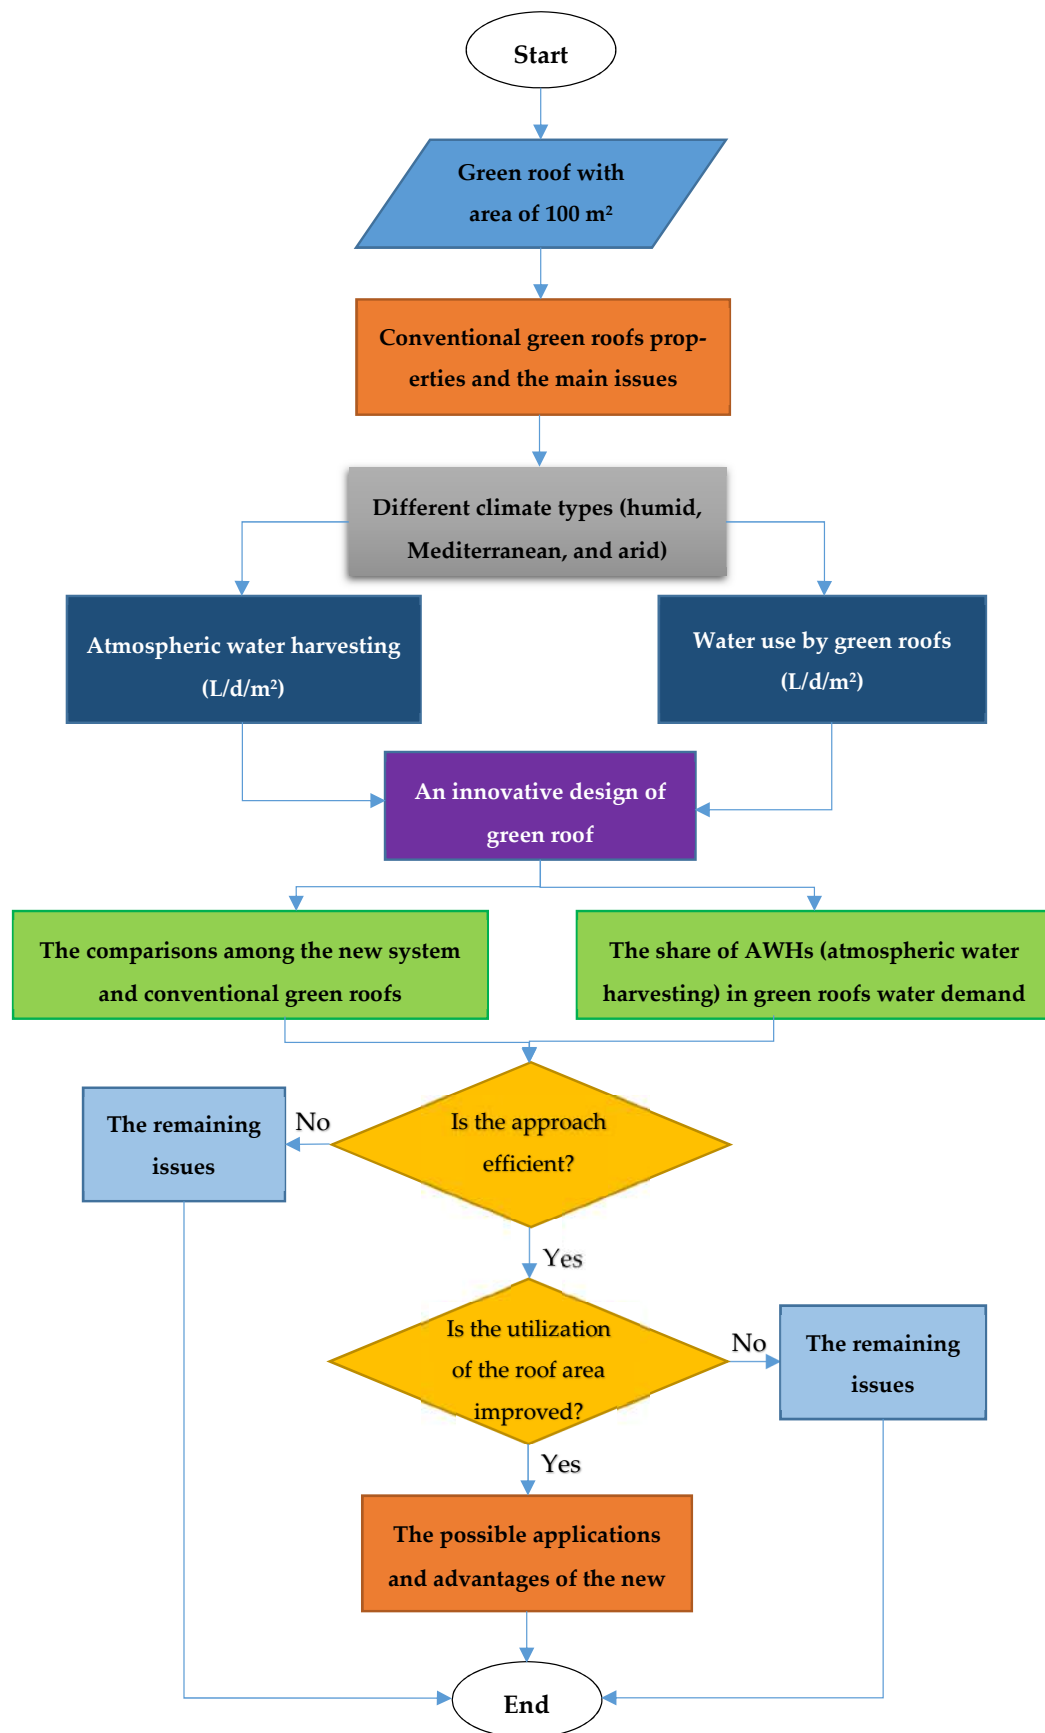 Start
Green roof with
area of 100 m²
Conventional green roofs prop-
erties and the main issues
Different climate types (humid,
Mediterranean, and arid)
Atmospheric water harvesting
(L/d/m²)
Water use by green roofs
(L/d/m²)
An innovative design of
green roof
The comparisons among the new system
and conventional green roofs
The share of AWHs (atmospheric water
harvesting) in green roofs water demand
Is the approach
efficient?
No
The remaining
issues
Yes
Is the utilization
of the roof area
improved?
No
The remaining
issues
Yes
The possible applications
and advantages of the new
End